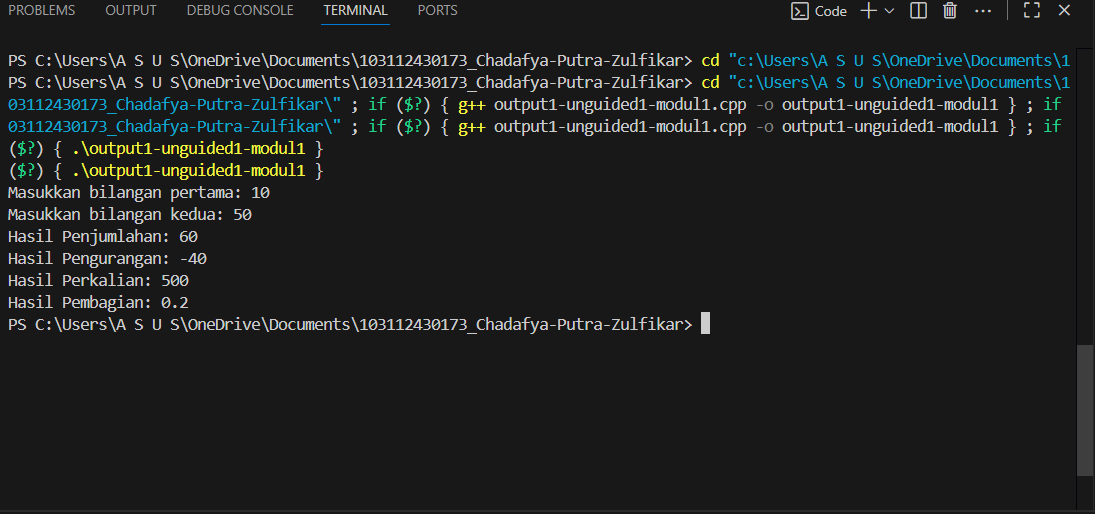 PROBLEMS OUTPUT DEBUG CONSOLE TERMINAL PORTS Code
PS C:\Users\A S U S\OneDrive\Documents\103112430173_Chadafya-Putra-Zulfikar> cd "c:\Users\A S U S\OneDrive\Documents\1
PS C:\Users\A S U S\OneDrive\Documents\103112430173_Chadafya-Putra-Zulfikar> cd "c:\Users\A S U S\OneDrive\Documents\1
03112430173_Chadafya-Putra-Zulfikar\" ; if ($?) { g++ output1-unguided1-modul1.cpp -o output1-unguided1-modul1 } ; if
03112430173_Chadafya-Putra-Zulfikar\" ; if ($?) { g++ output1-unguided1-modul1.cpp -o output1-unguided1-modul1 } ; if
($?) { .\output1-unguided1-modul1 }
($?) { .\output1-unguided1-modul1 }
Masukkan bilangan pertama: 10
Masukkan bilangan kedua: 50
Hasil Penjumlahan: 60
Hasil Pengurangan: -40
Hasil Perkalian: 500
Hasil Pembagian: 0.2
PS C:\Users\A S U S\OneDrive\Documents\103112430173_Chadafya-Putra-Zulfikar>